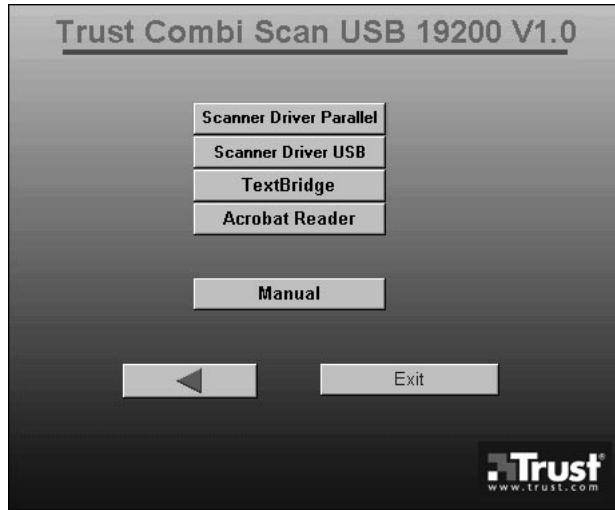 Trust Combi Scan USB 19200 V1.0
Scanner Driver Parallel
Scanner Driver USB
TextBridge
Acrobat Reader
Manual
Exit
Trust®
www.trust.com